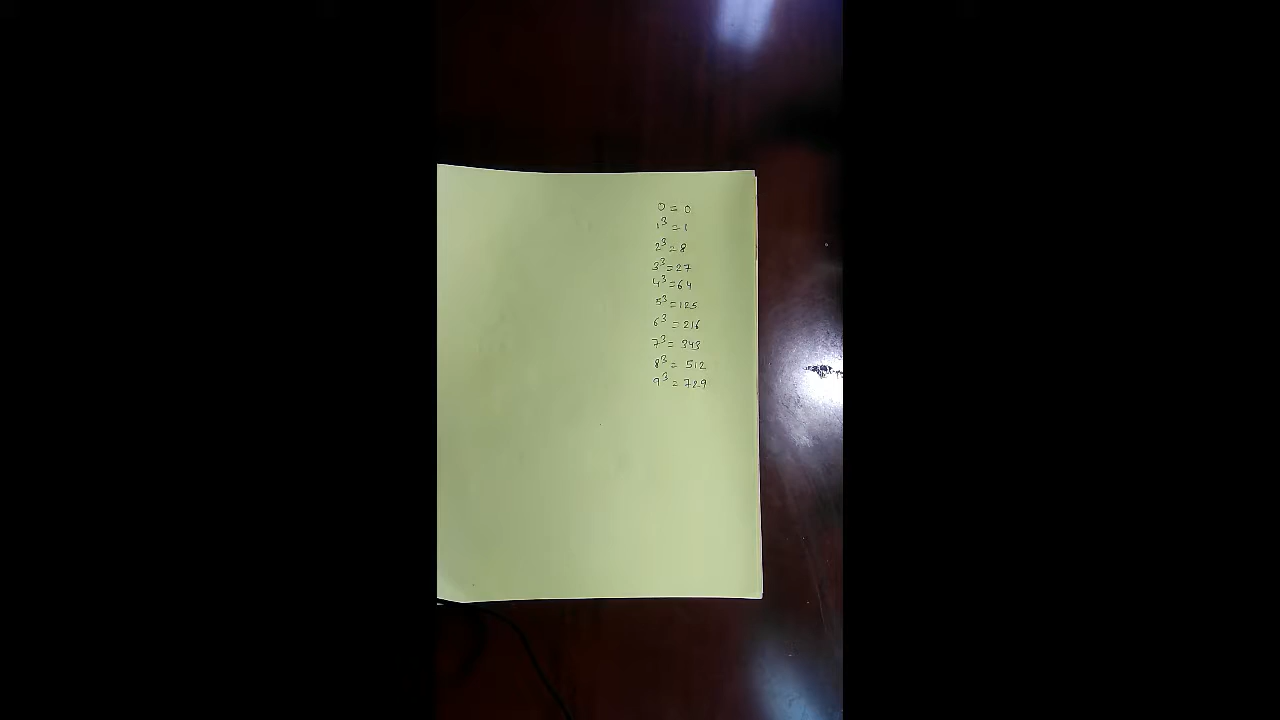 0 = 0
1³ = 1
2³ = 8
3³ = 27
4³ = 64
5³ = 125
6³ = 216
7³ = 343
8³ = 512
9³ = 729